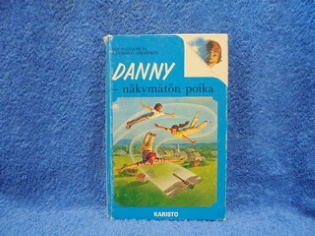 DANNY
– näkymätön poika
KARISTO